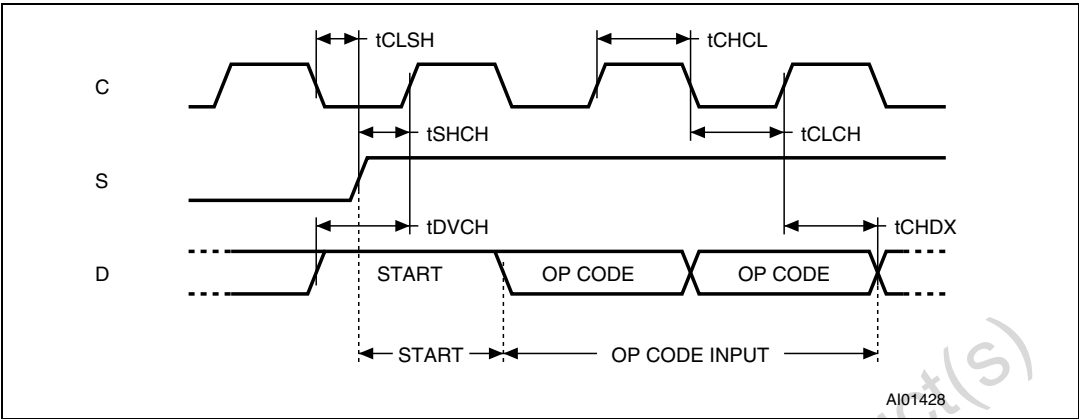 tCLSH
tCHCL
C
tSHCH
tCLCH
S
tDVCH
tCHDX
D
START
OP CODE
OP CODE
START
OP CODE INPUT
AI01428